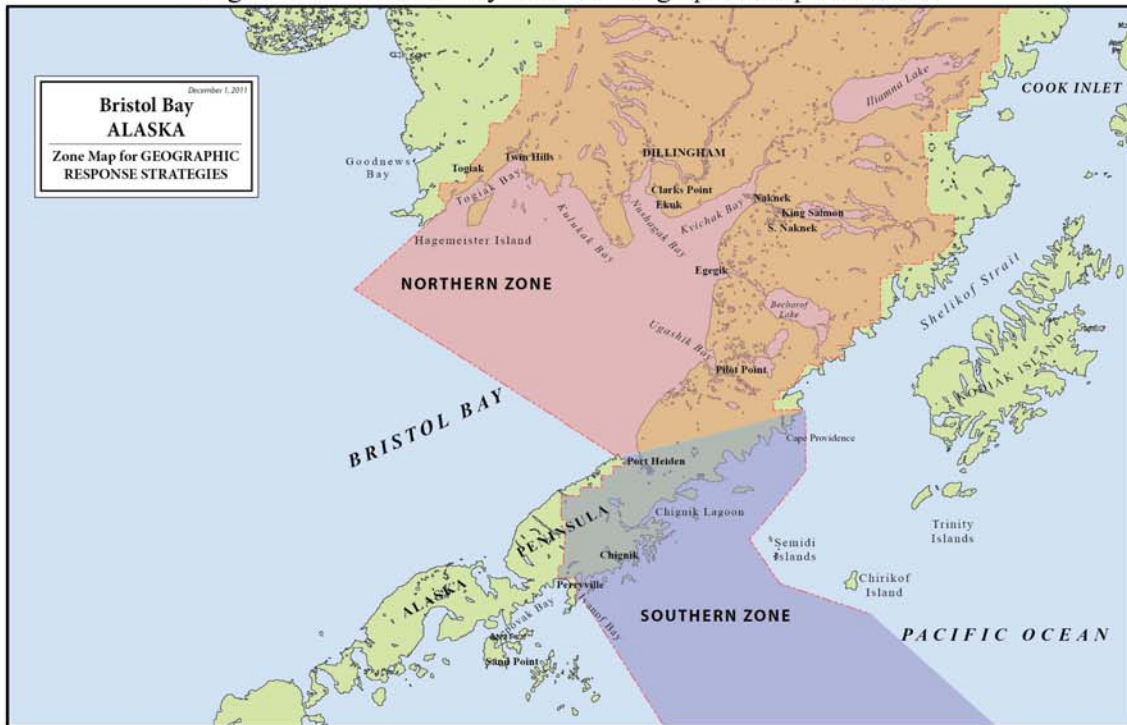 December 1, 2011
Bristol Bay
ALASKA
Zone Map for GEOGRAPHIC
RESPONSE STRATEGIES
COOK INLET
Iliamna Lake
Goodnews
Bay
Togiak
Twin Hills
DILLINGHAM
Togiak Bay
Clarks Point
Ekuk
Naknek
King Salmon
S. Naknek
Kulukak Bay
Nushagak Bay
Kvichak Bay
Hagemeister Island
Egegik
NORTHERN ZONE
Becharof
Lake
Shelikof Strait
Ugashik Bay
Pilot Point
KODIAK ISLAND
BRISTOL BAY
Cape Providence
Port Heiden
Chignik Lagoon
PENINSULA
Chignik
Semidi
Islands
Trinity
Islands
ALASKA
Perryville
Ivanof Bay
Chirikof
Island
SOUTHERN ZONE
PACIFIC OCEAN
Sand Point